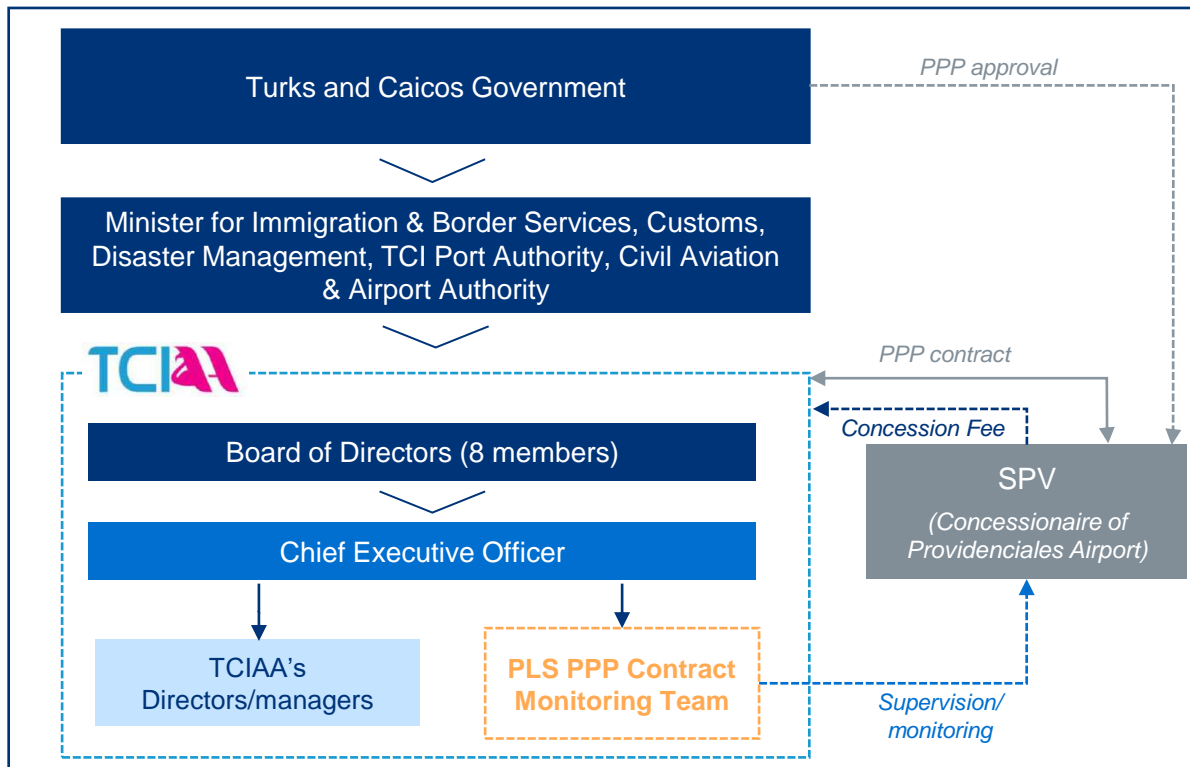 Turks and Caicos Government
PPP approval
Minister for Immigration & Border Services, Customs,
Disaster Management, TCI Port Authority, Civil Aviation
& Airport Authority
TCIAA
PPP contract
Concession Fee
Board of Directors (8 members)
SPV
(Concessionaire of
Providenciales Airport)
Chief Executive Officer
TCIAA's
Directors/managers
PLS PPP Contract
Monitoring Team
Supervision/
monitoring